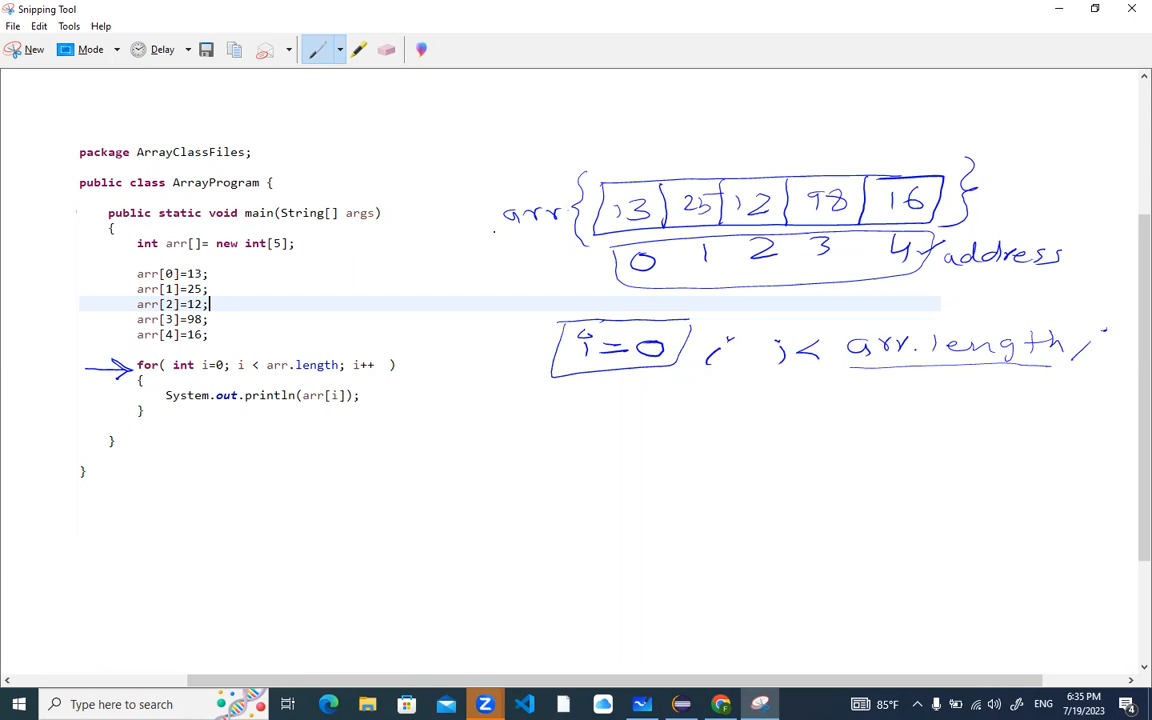 Snipping Tool
File Edit Tools Help
New Mode Delay
package ArrayClassFiles;
public class ArrayProgram {
public static void main(String[] args)
{
int arr[]= new int[5];
arr[0]=13;
arr[1]=25;
arr[2]=12;
arr[3]=98;
arr[4]=16;
for( int i=0; i < arr.length; i++ )
{
System.out.println(arr[i]);
}
}
}
arr { 13 25 12 98 16 }
0 1 2 3 4 address
i=0 ; i < arr.length ;
Type here to search
85°F ENG 6:35 PM
7/19/2023 4